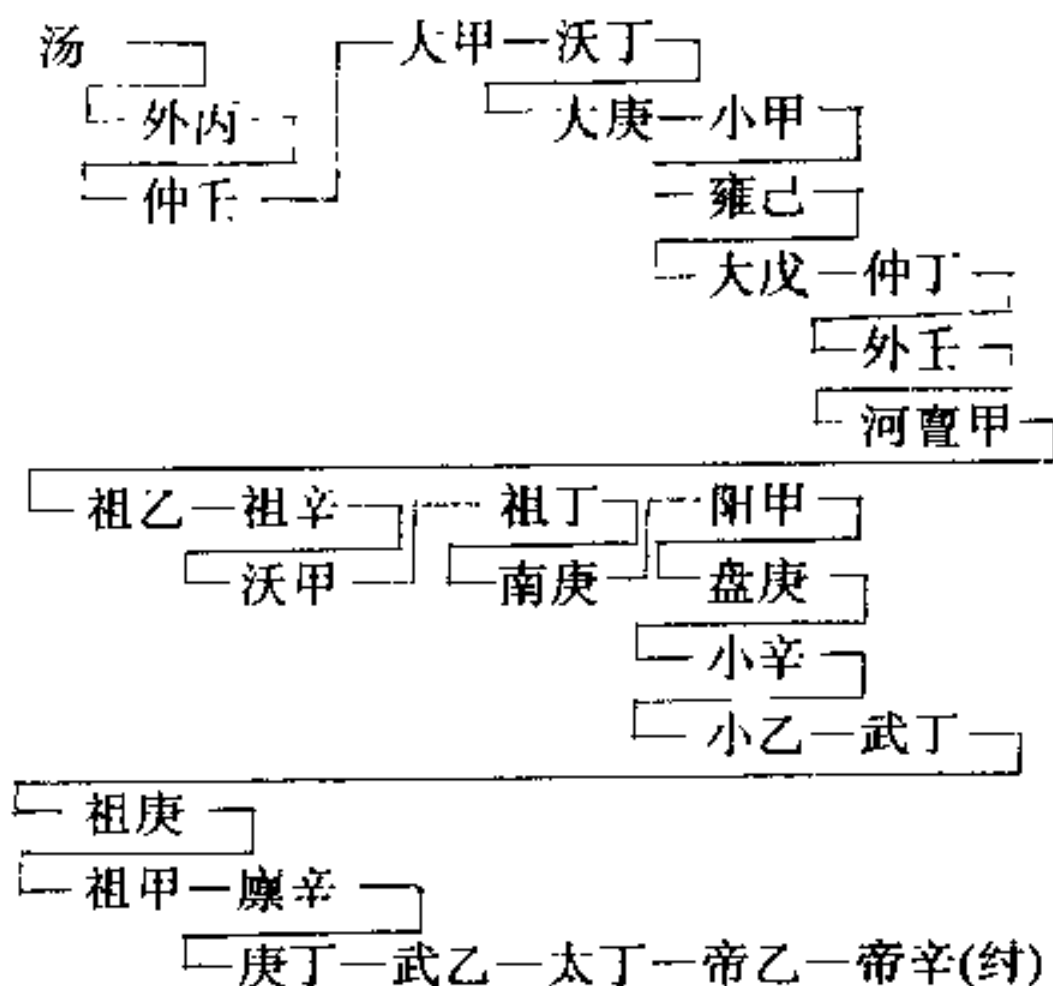 汤 大甲—沃丁
外丙 大庚—小甲
仲壬 雍己
大戊—仲丁
外壬
河亶甲
祖乙—祖辛 祖丁 阳甲
沃甲 南庚 盘庚
小辛
小乙—武丁
祖庚
祖甲—廪辛
庚丁—武乙—太丁—帝乙—帝辛(纣)